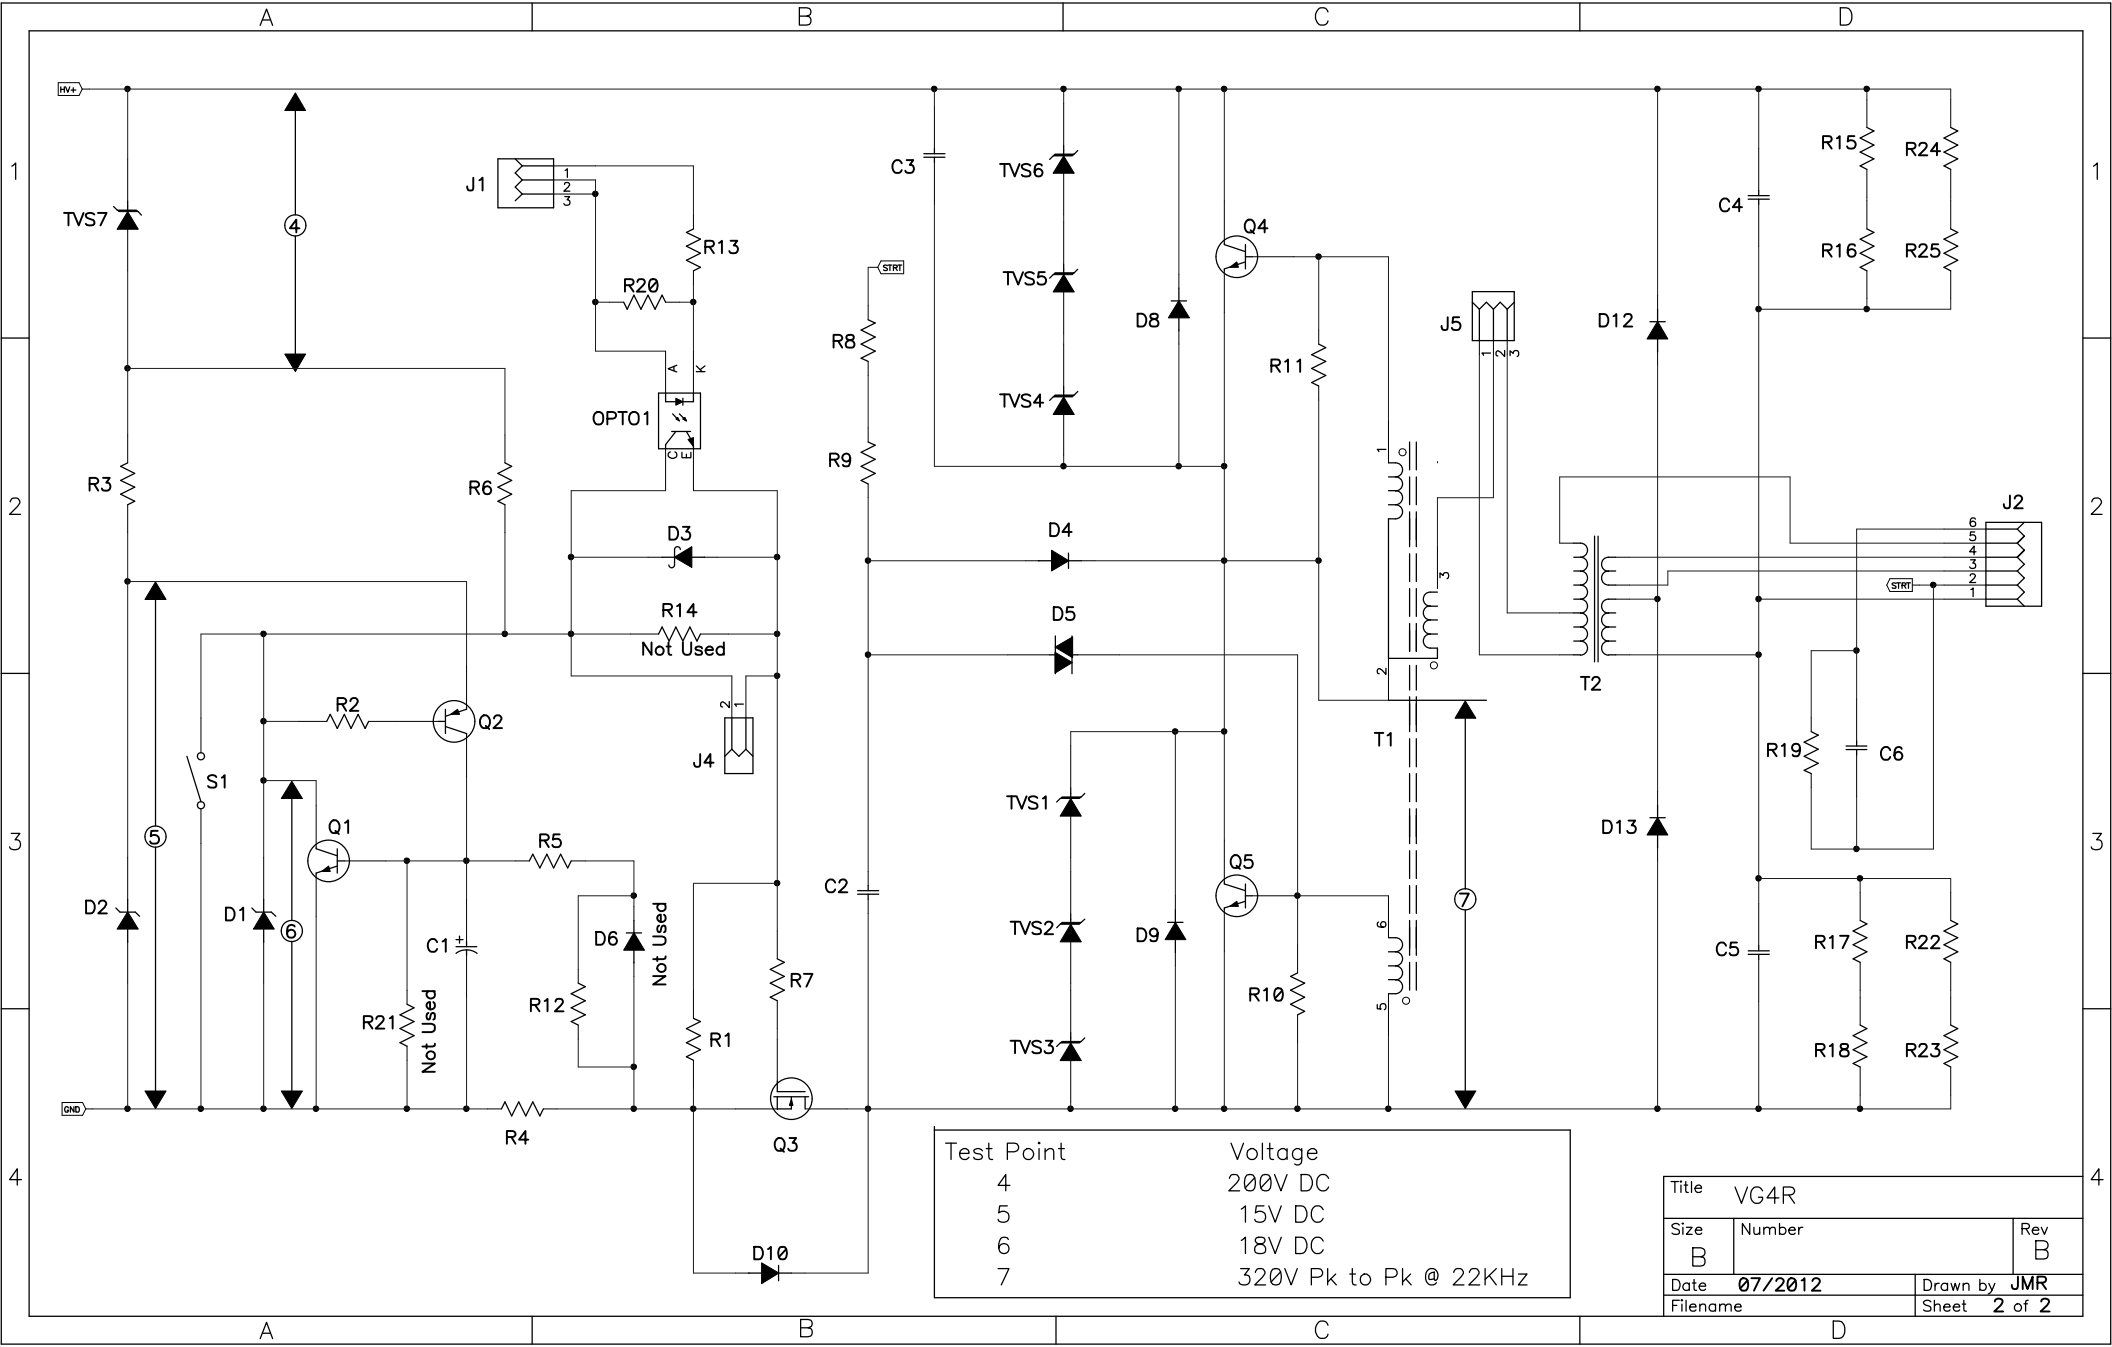 A B C D
HV+
1 1
J1 1 2 3
TVS7
4
R13
R20
STRT
C3
TVS6
TVS5
TVS4
D8
Q4
R15 R24
C4
R16 R25
J5
1 2 3
D12
R8
R11
A K
OPTO1
C E
R9
R3
R6
2 2
1
D3
D4
3
J2
6
5
4
3
2
1
STRT
R14
Not Used
D5
2
T2
R2
Q2
2 1
J4
T1
R19
C6
S1
5
Q1
R5
TVS1
D13
3 3
D2
D1
6
C1 +
D6
Not Used
C2
Q5
TVS2
D9
7
6
R17 R22
C5
R12
R7
R10
5
R21
Not Used
R1
TVS3
R18 R23
GND
R4
Q3
4 4
D10
Test Point Voltage
4 200V DC
5 15V DC
6 18V DC
7 320V Pk to Pk @ 22KHz
Title VG4R
Size Number Rev
B B
Date 07/2012 Drawn by JMR
Filename Sheet 2 of 2
A B C D